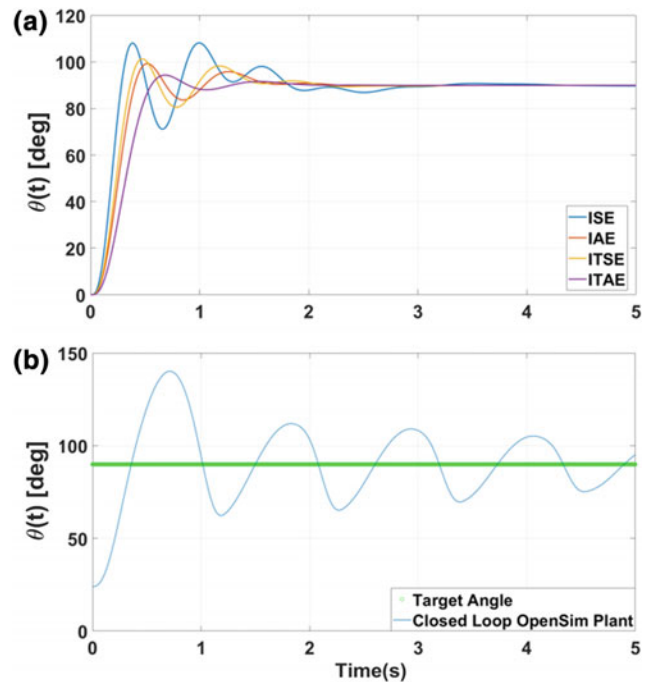 (a)
120
100
80
60
40
20
0
θ(t) [deg]
ISE
IAE
ITSE
ITAE
0 1 2 3 4 5
(b)
150
100
50
0
θ(t) [deg]
Target Angle
Closed Loop OpenSim Plant
0 1 2 3 4 5
Time(s)